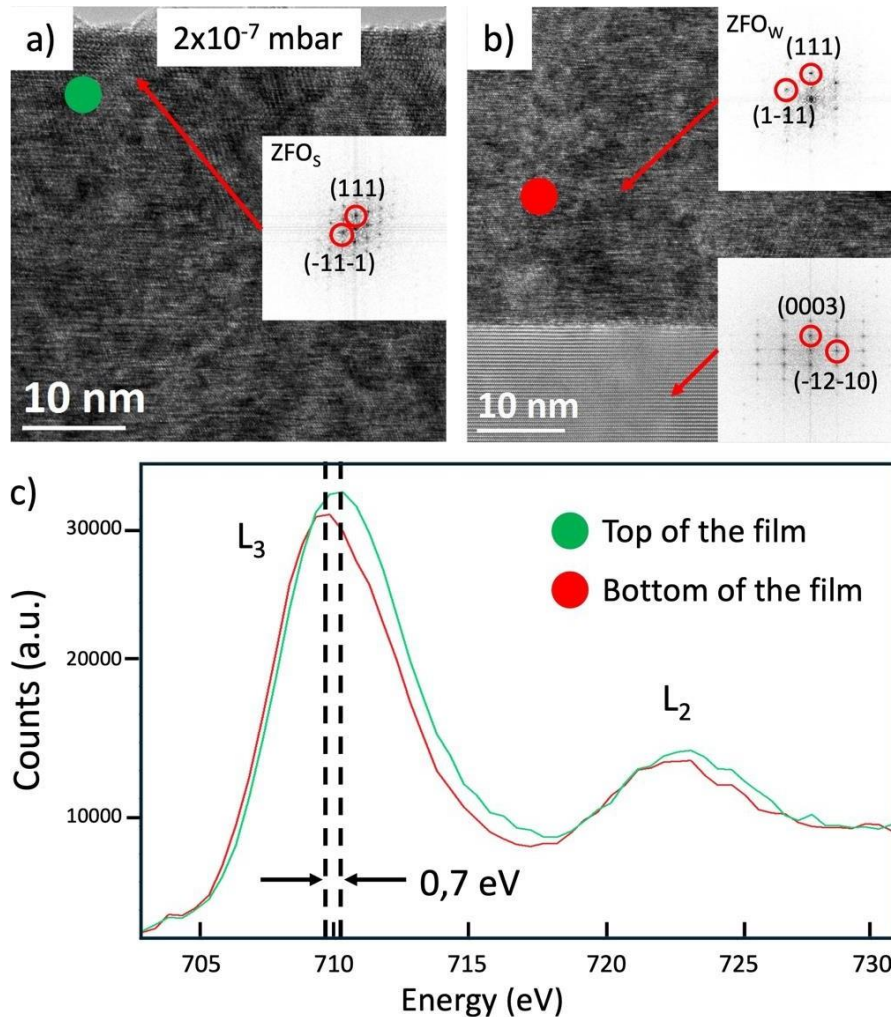 a)
2x10⁻⁷ mbar
ZFOₛ
(111)
(-11-1)
10 nm
b)
ZFO_W
(111)
(1-11)
(0003)
(-12-10)
10 nm
c)
L₃
L₂
Top of the film
Bottom of the film
0,7 eV
Counts (a.u.)
30000
20000
10000
705
710
715
720
725
730
Energy (eV)